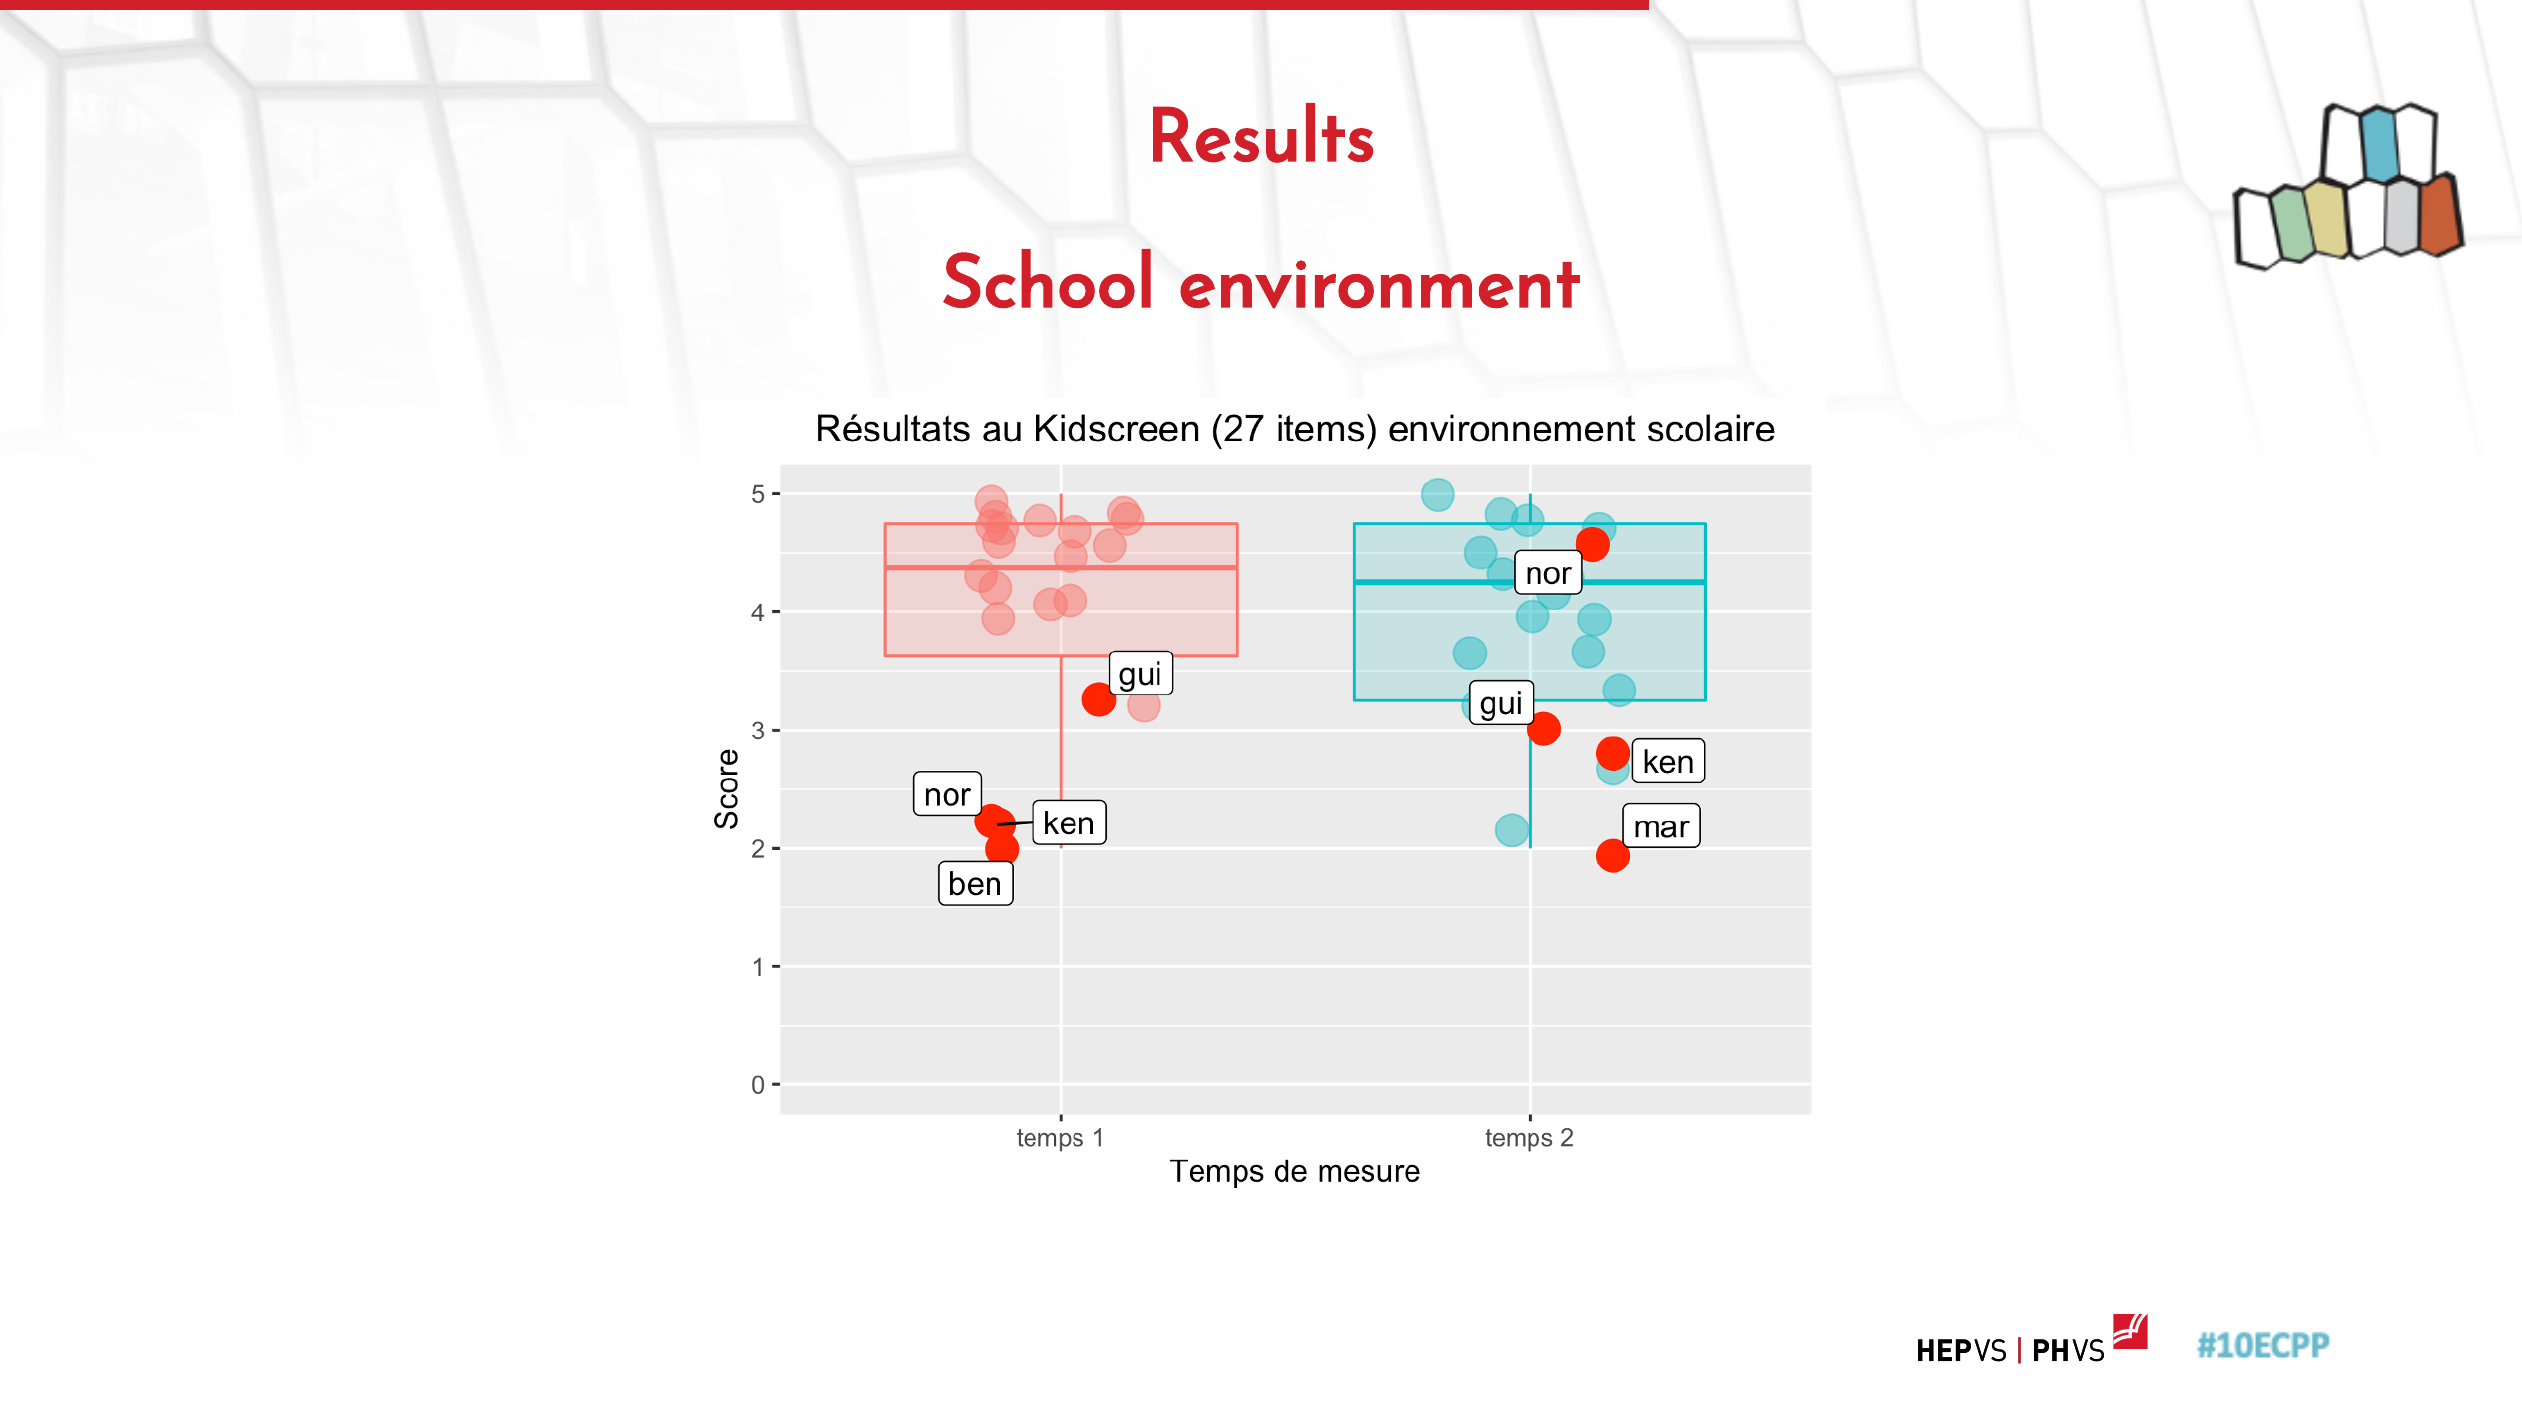 Results
School environment
Résultats au Kidscreen (27 items) environnement scolaire
5
4
3
2
1
0
Score
nor
gui
gui
ken
nor
ken
mar
ben
temps 1
temps 2
Temps de mesure
HEPVS | PHVS
#10ECPP